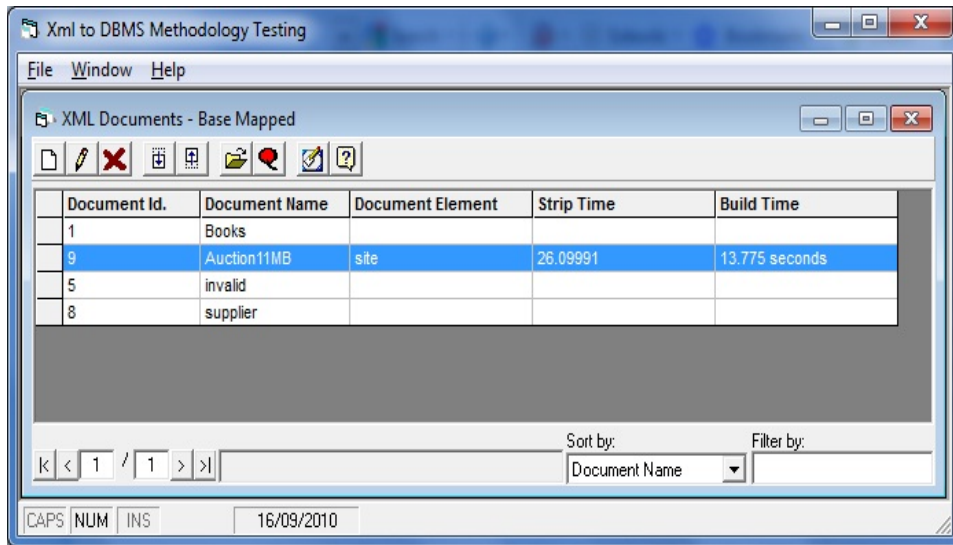 Xml to DBMS Methodology Testing
File Window Help
XML Documents - Base Mapped
Document Id. Document Name Document Element Strip Time Build Time
1 Books
9 Auction11MB site 26.09991 13.775 seconds
5 invalid
8 supplier
Sort by: Filter by:
1 / 1 Document Name
CAPS NUM INS 16/09/2010